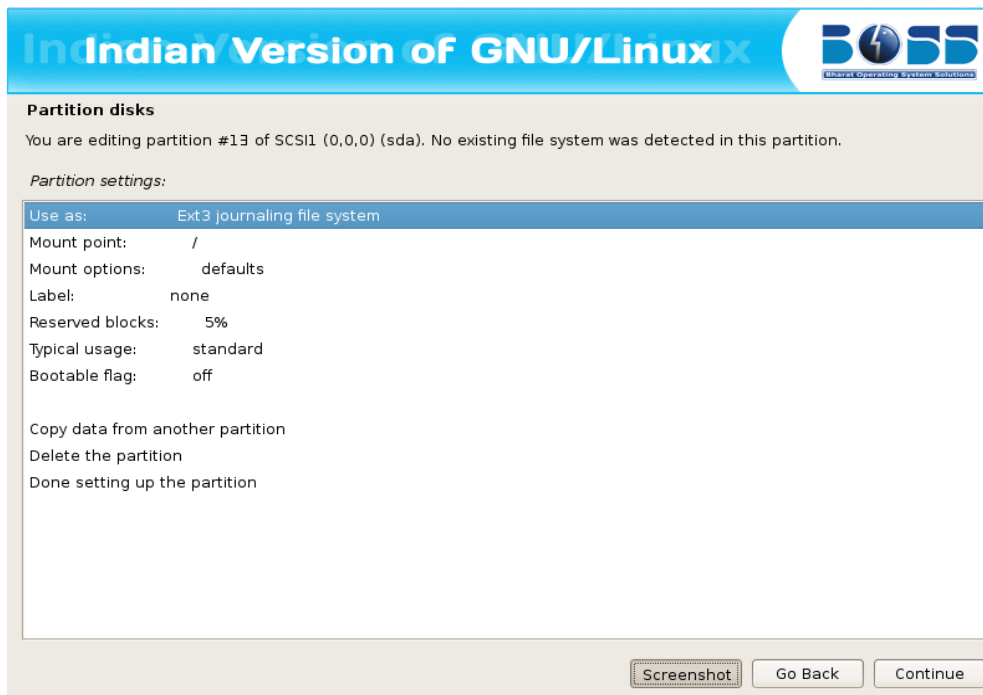 Indian Version of GNU/Linux
BOSS
Bharat Operating System Solutions
Partition disks
You are editing partition #13 of SCSI1 (0,0,0) (sda). No existing file system was detected in this partition.
Partition settings:
Use as: Ext3 journaling file system
Mount point: /
Mount options: defaults
Label: none
Reserved blocks: 5%
Typical usage: standard
Bootable flag: off
Copy data from another partition
Delete the partition
Done setting up the partition
Screenshot Go Back Continue